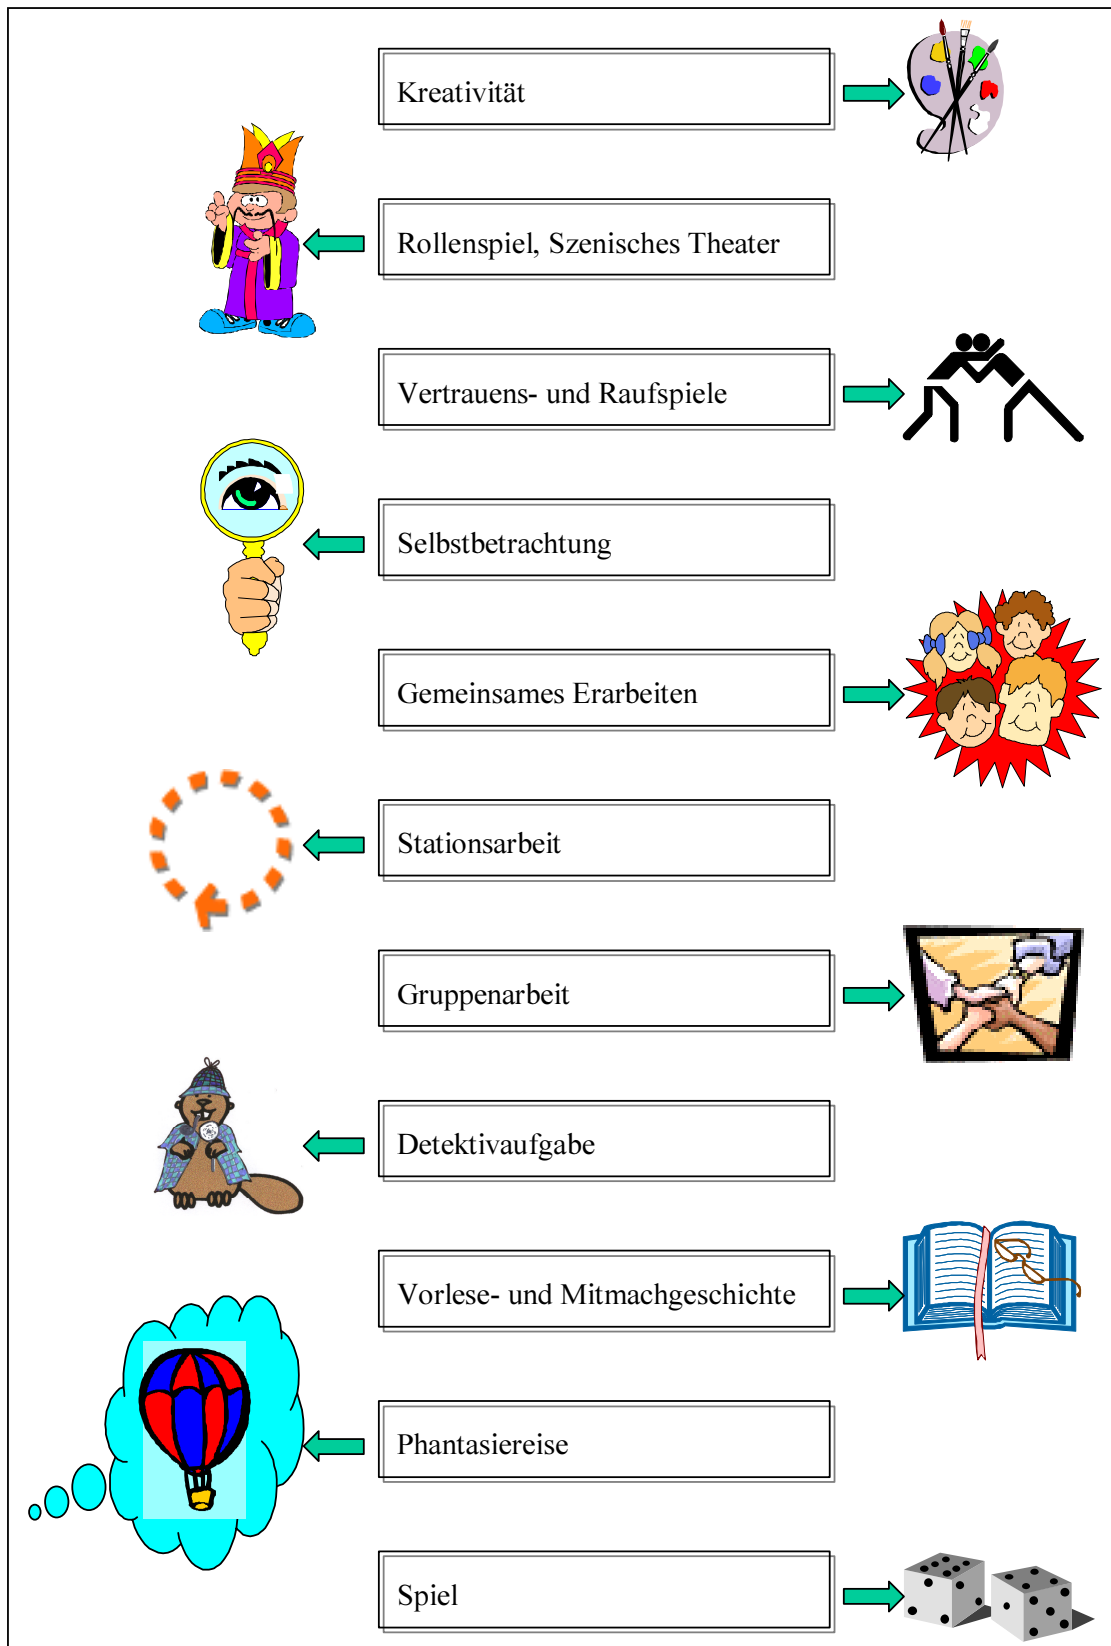 Kreativität
Rollenspiel, Szenisches Theater
Vertrauens- und Raufspiele
Selbstbetrachtung
Gemeinsames Erarbeiten
Stationsarbeit
Gruppenarbeit
Detektivaufgabe
Vorlese- und Mitmachgeschichte
Phantasiereise
Spiel